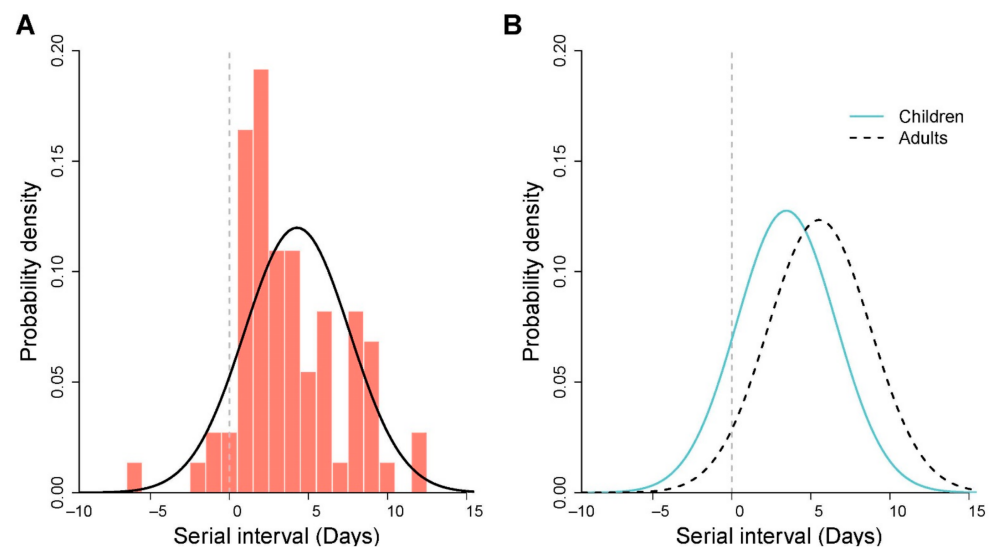 A
Probability density
0.20
0.15
0.10
0.05
0.00
−10 −5 0 5 10 15
Serial interval (Days)
B
Probability density
0.20
0.15
0.10
0.05
0.00
Children
Adults
−10 −5 0 5 10 15
Serial interval (Days)